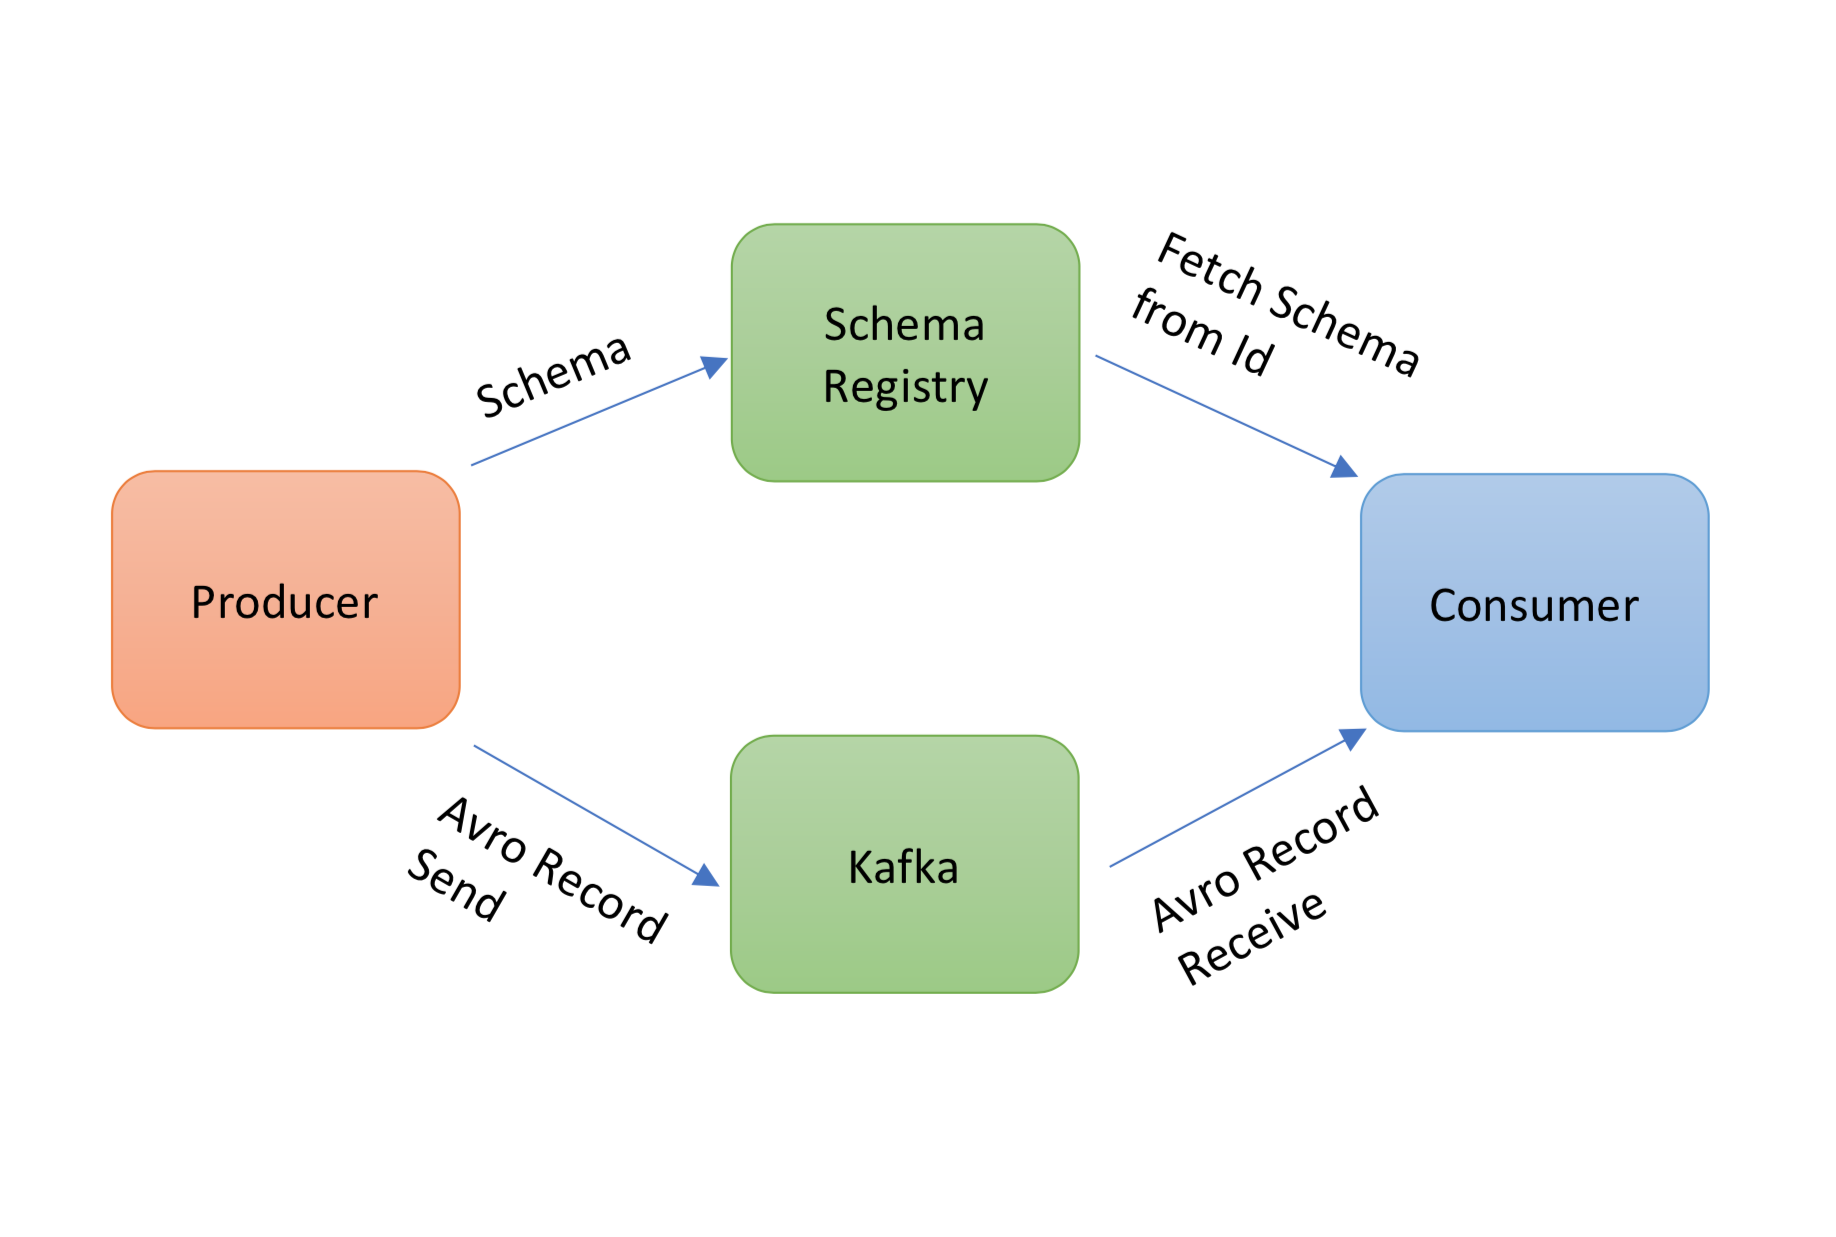 Schema
Schema
Registry
Fetch Schema
from Id
Producer
Consumer
Avro Record
Send
Kafka
Avro Record
Receive